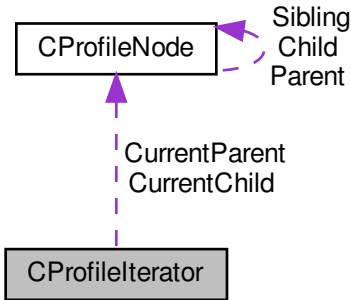 Sibling
Child
Parent
CProfileNode
CurrentParent
CurrentChild
CProfileIterator